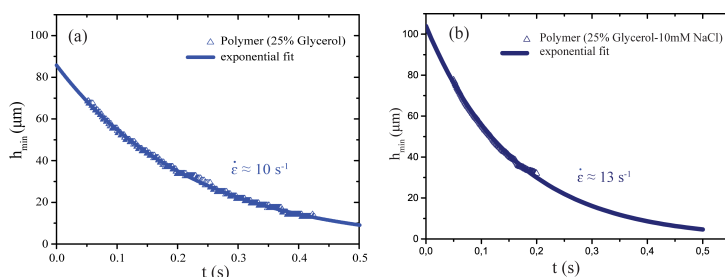 (a)
Polymer (25% Glycerol)
exponential fit
ε̇ ≈ 10 s⁻¹
h_min (μm)
100
80
60
40
20
0
0.0 0.1 0.2 0.3 0.4 0.5
t (s)
(b)
Polymer (25% Glycerol-10mM NaCl)
exponential fit
ε̇ ≈ 13 s⁻¹
h_min (μm)
100
80
60
40
20
0
0,0 0,1 0,2 0,3 0,4 0,5
t (s)